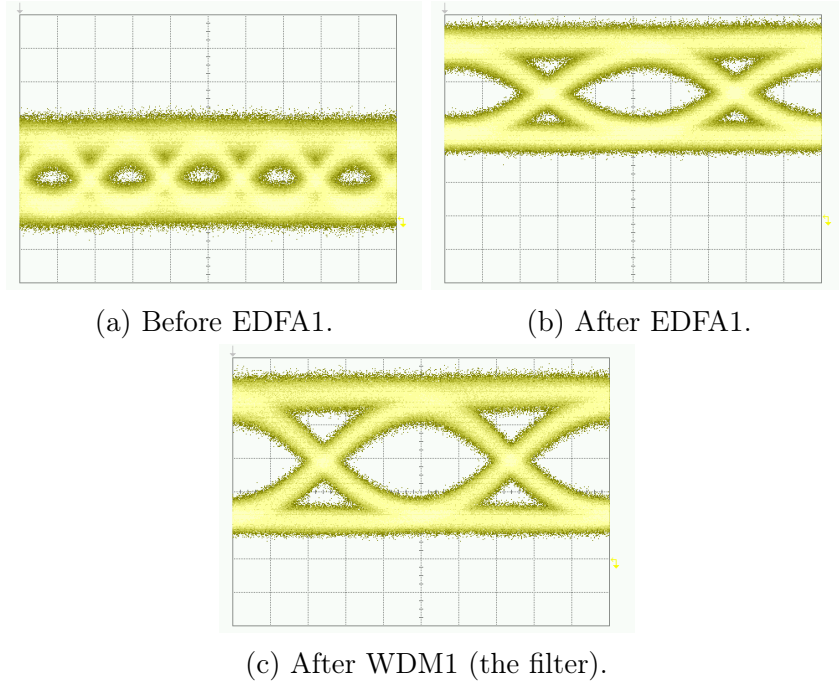 (a) Before EDFA1.
(b) After EDFA1.
(c) After WDM1 (the filter).